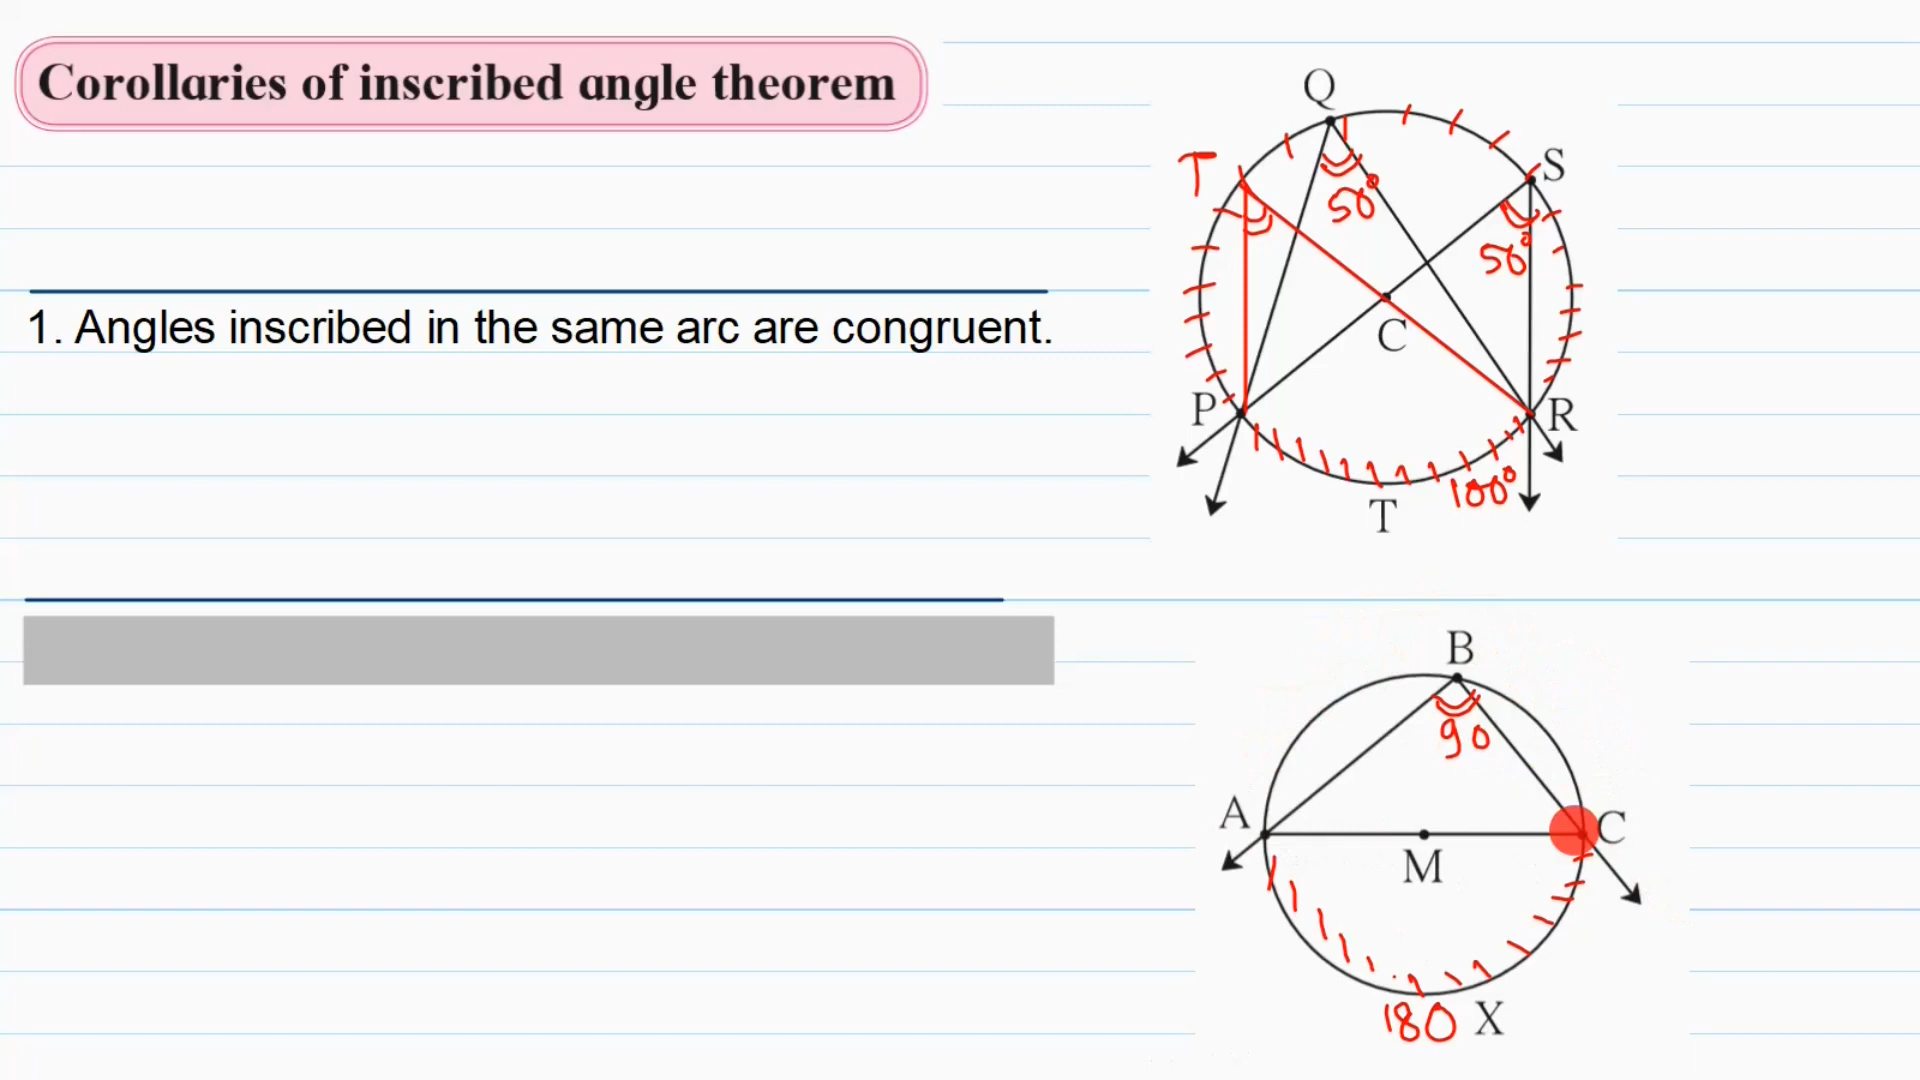 Corollaries of inscribed angle theorem
1. Angles inscribed in the same arc are congruent.
Q
T
S
50°
50°
C
P
R
100°
T
B
90
A
C
M
180 X